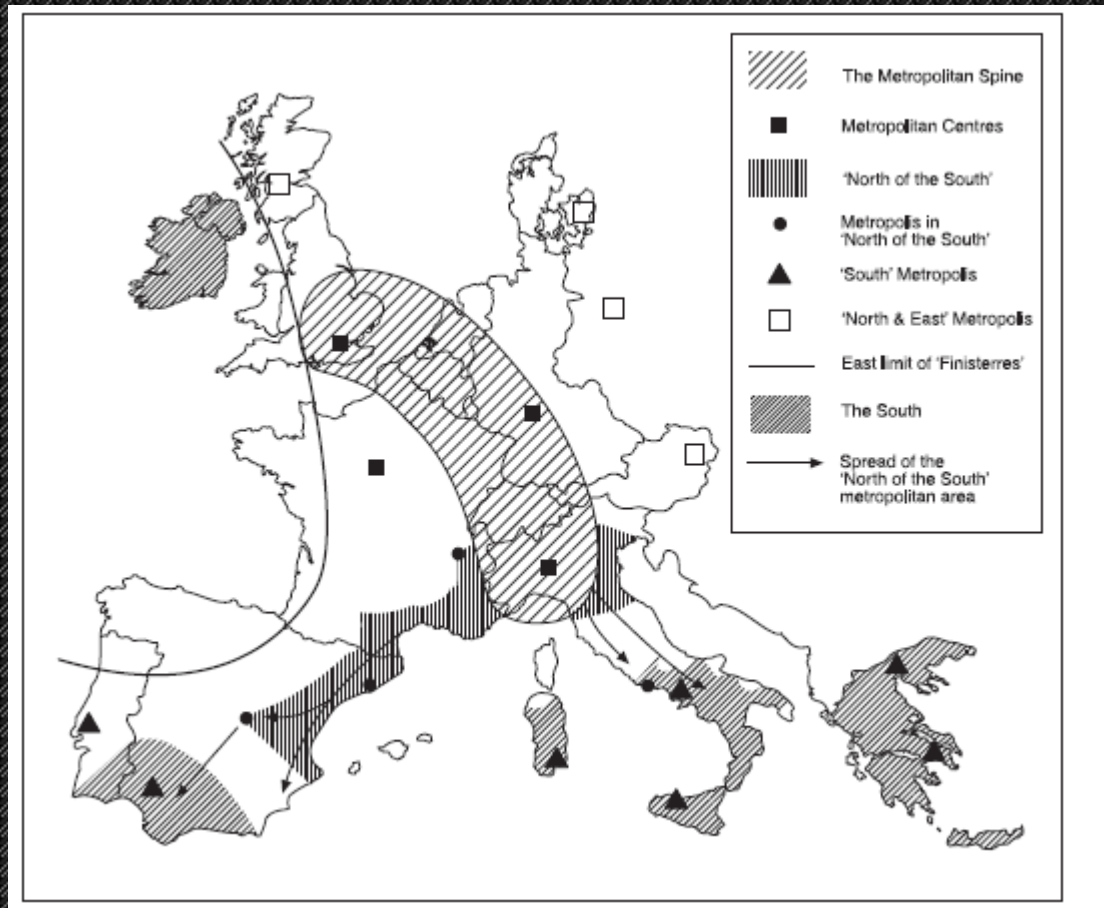 The Metropolitan Spine
Metropolitan Centres
'North of the South'
Metropolis in
'North of the South'
'South' Metropolis
'North & East' Metropolis
East limit of 'Finisterres'
The South
Spread of the
'North of the South'
metropolitan area